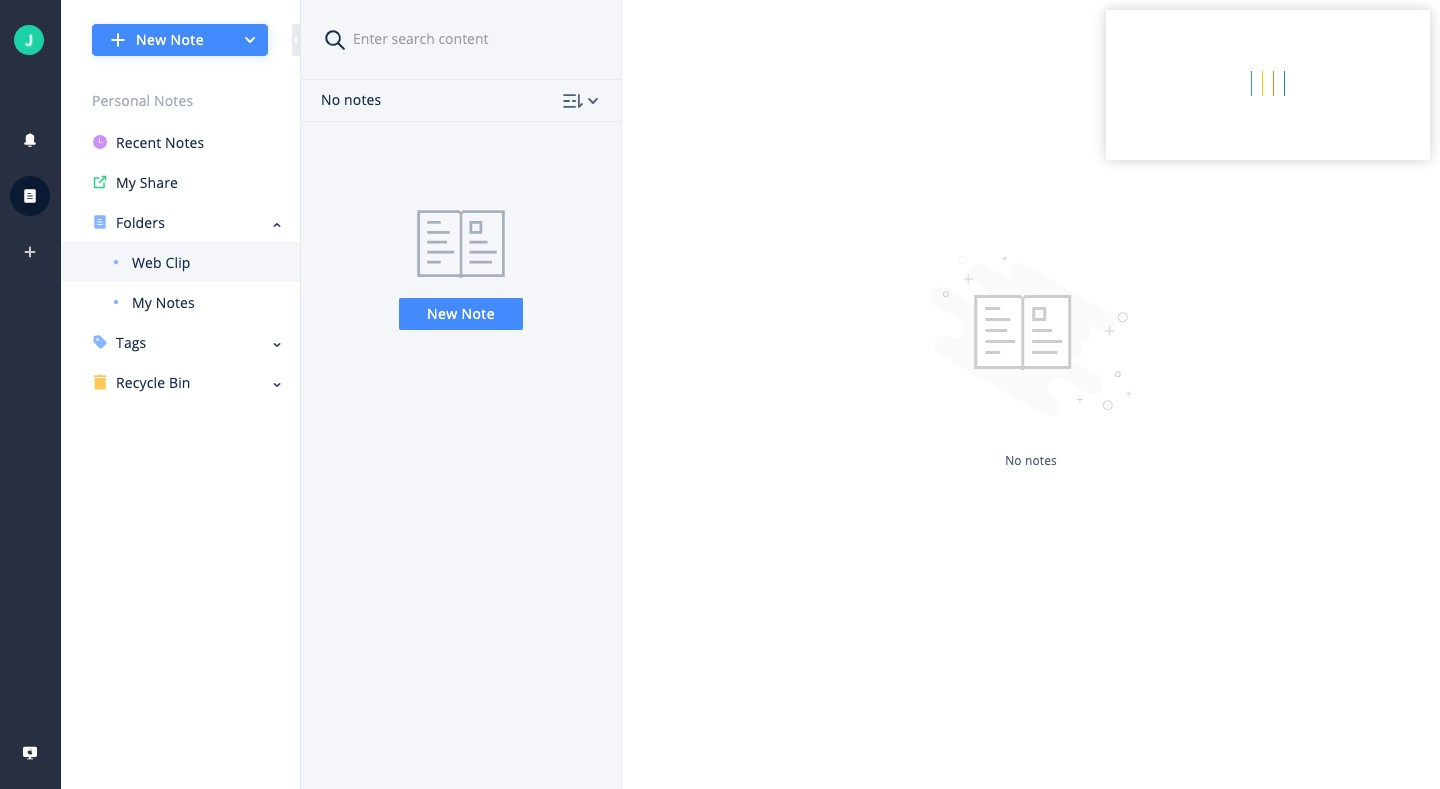 J
New Note
Enter search content
Personal Notes
No notes
Recent Notes
My Share
Folders
Web Clip
My Notes
New Note
Tags
Recycle Bin
No notes